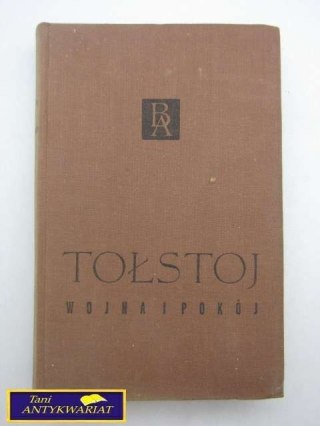 BA
TOŁSTOJ
WOJNA I POKÓJ
Tani
ANTYKWARIAT